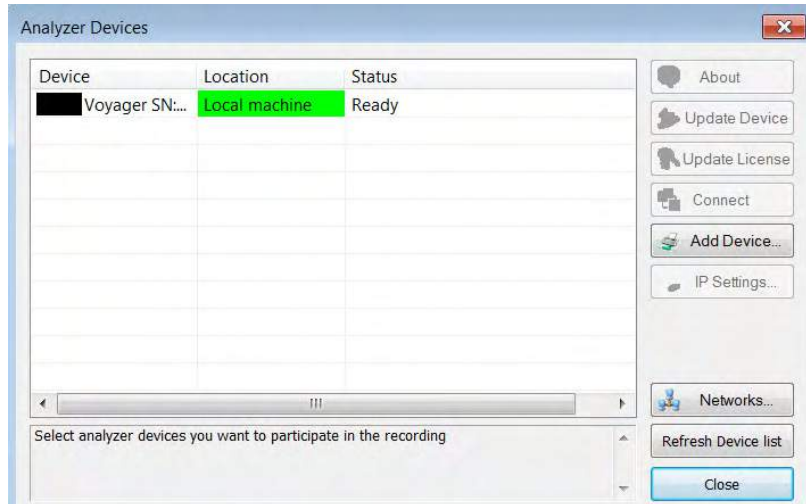 Analyzer Devices
Device Location Status
Voyager SN:... Local machine Ready
About
Update Device
Update License
Connect
Add Device...
IP Settings...
Networks...
Refresh Device list
Close
Select analyzer devices you want to participate in the recording